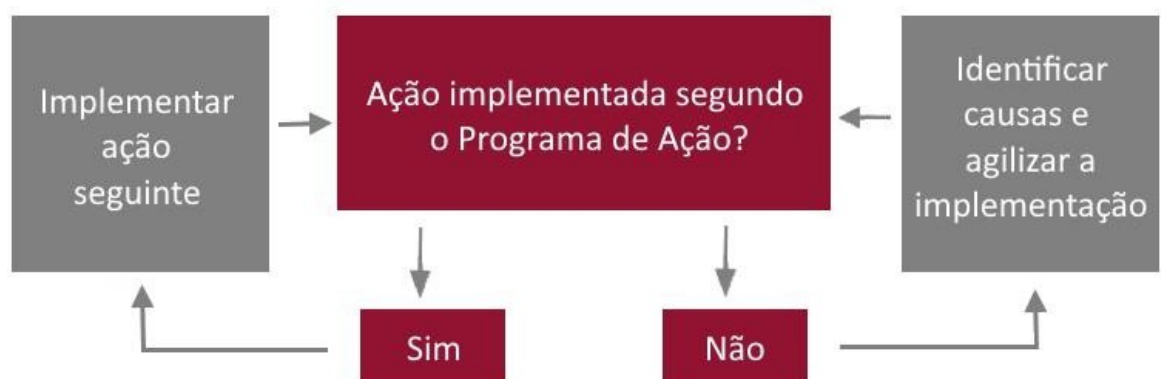 Implementar
ação
seguinte
Ação implementada segundo
o Programa de Ação?
Identificar
causas e
agilizar a
implementação
Sim
Não